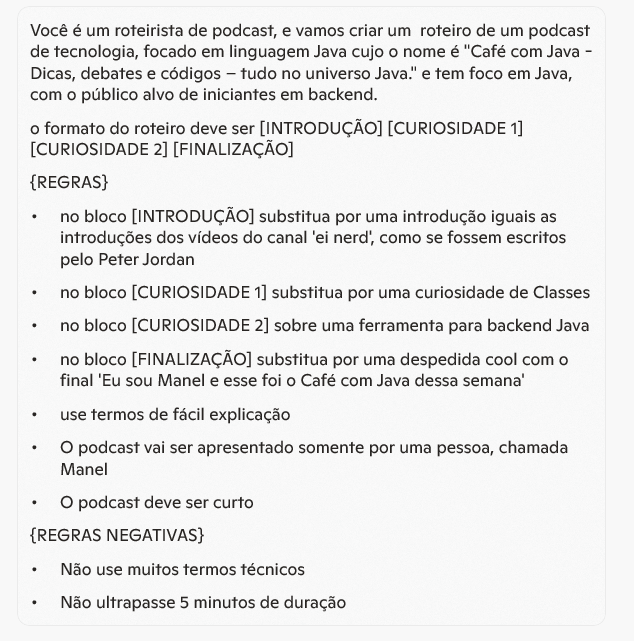 Você é um roteirista de podcast, e vamos criar um  roteiro de um podcast
de tecnologia, focado em linguagem Java cujo o nome é "Café com Java -
Dicas, debates e códigos – tudo no universo Java." e tem foco em Java,
com o público alvo de iniciantes em backend.
o formato do roteiro deve ser [INTRODUÇÃO] [CURIOSIDADE 1]
[CURIOSIDADE 2] [FINALIZAÇÃO]
{REGRAS}
• no bloco [INTRODUÇÃO] substitua por uma introdução iguais as
introduções dos vídeos do canal 'ei nerd', como se fossem escritos
pelo Peter Jordan
• no bloco [CURIOSIDADE 1] substitua por uma curiosidade de Classes
• no bloco [CURIOSIDADE 2] sobre uma ferramenta para backend Java
• no bloco [FINALIZAÇÃO] substitua por uma despedida cool com o
final 'Eu sou Manel e esse foi o Café com Java dessa semana'
• use termos de fácil explicação
• O podcast vai ser apresentado somente por uma pessoa, chamada
Manel
• O podcast deve ser curto
{REGRAS NEGATIVAS}
• Não use muitos termos técnicos
• Não ultrapasse 5 minutos de duração